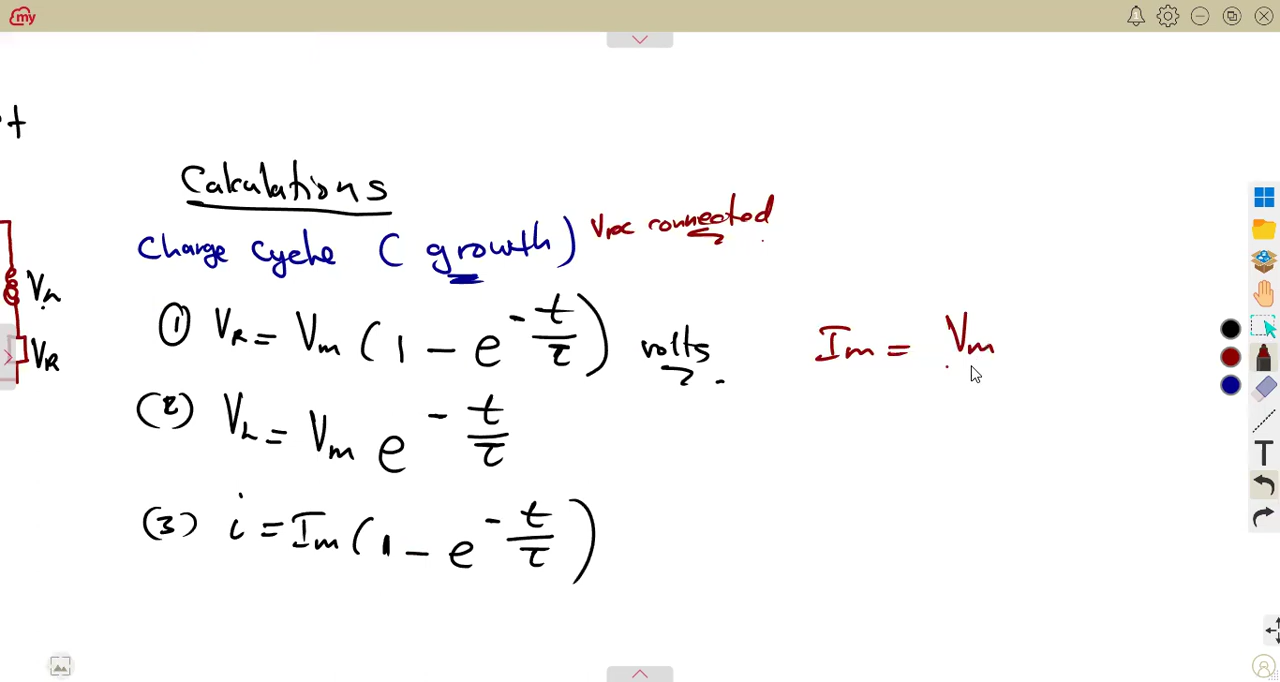 my
Calculations
Charge cycle ( growth)
connected
① VR = Vm ( 1 - e^-t/τ ) volts
Im = Vm
VL
VR
(2) VL = Vm e^-t/τ
(3) i = Im ( 1 - e^-t/τ )
T